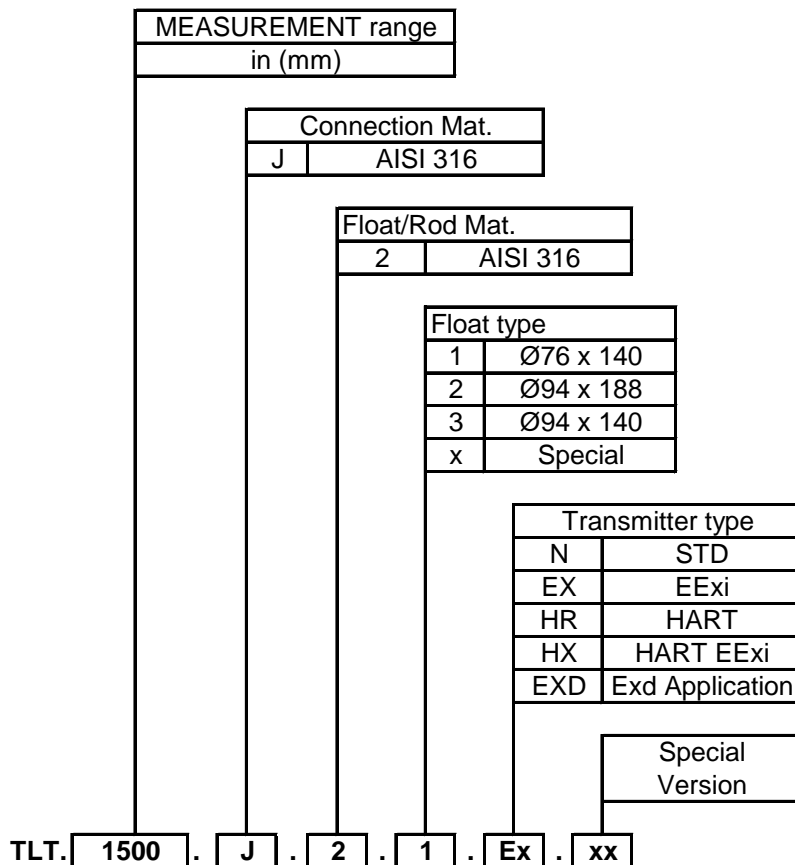 MEASUREMENT range
in (mm)
Connection Mat.
J AISI 316
Float/Rod Mat.
2 AISI 316
Float type
1 Ø76 x 140
2 Ø94 x 188
3 Ø94 x 140
x Special
Transmitter type
N STD
EX EExi
HR HART
HX HART EExi
EXD Exd Application
Special
Version
TLT. 1500 . J . 2 . 1 . Ex . xx